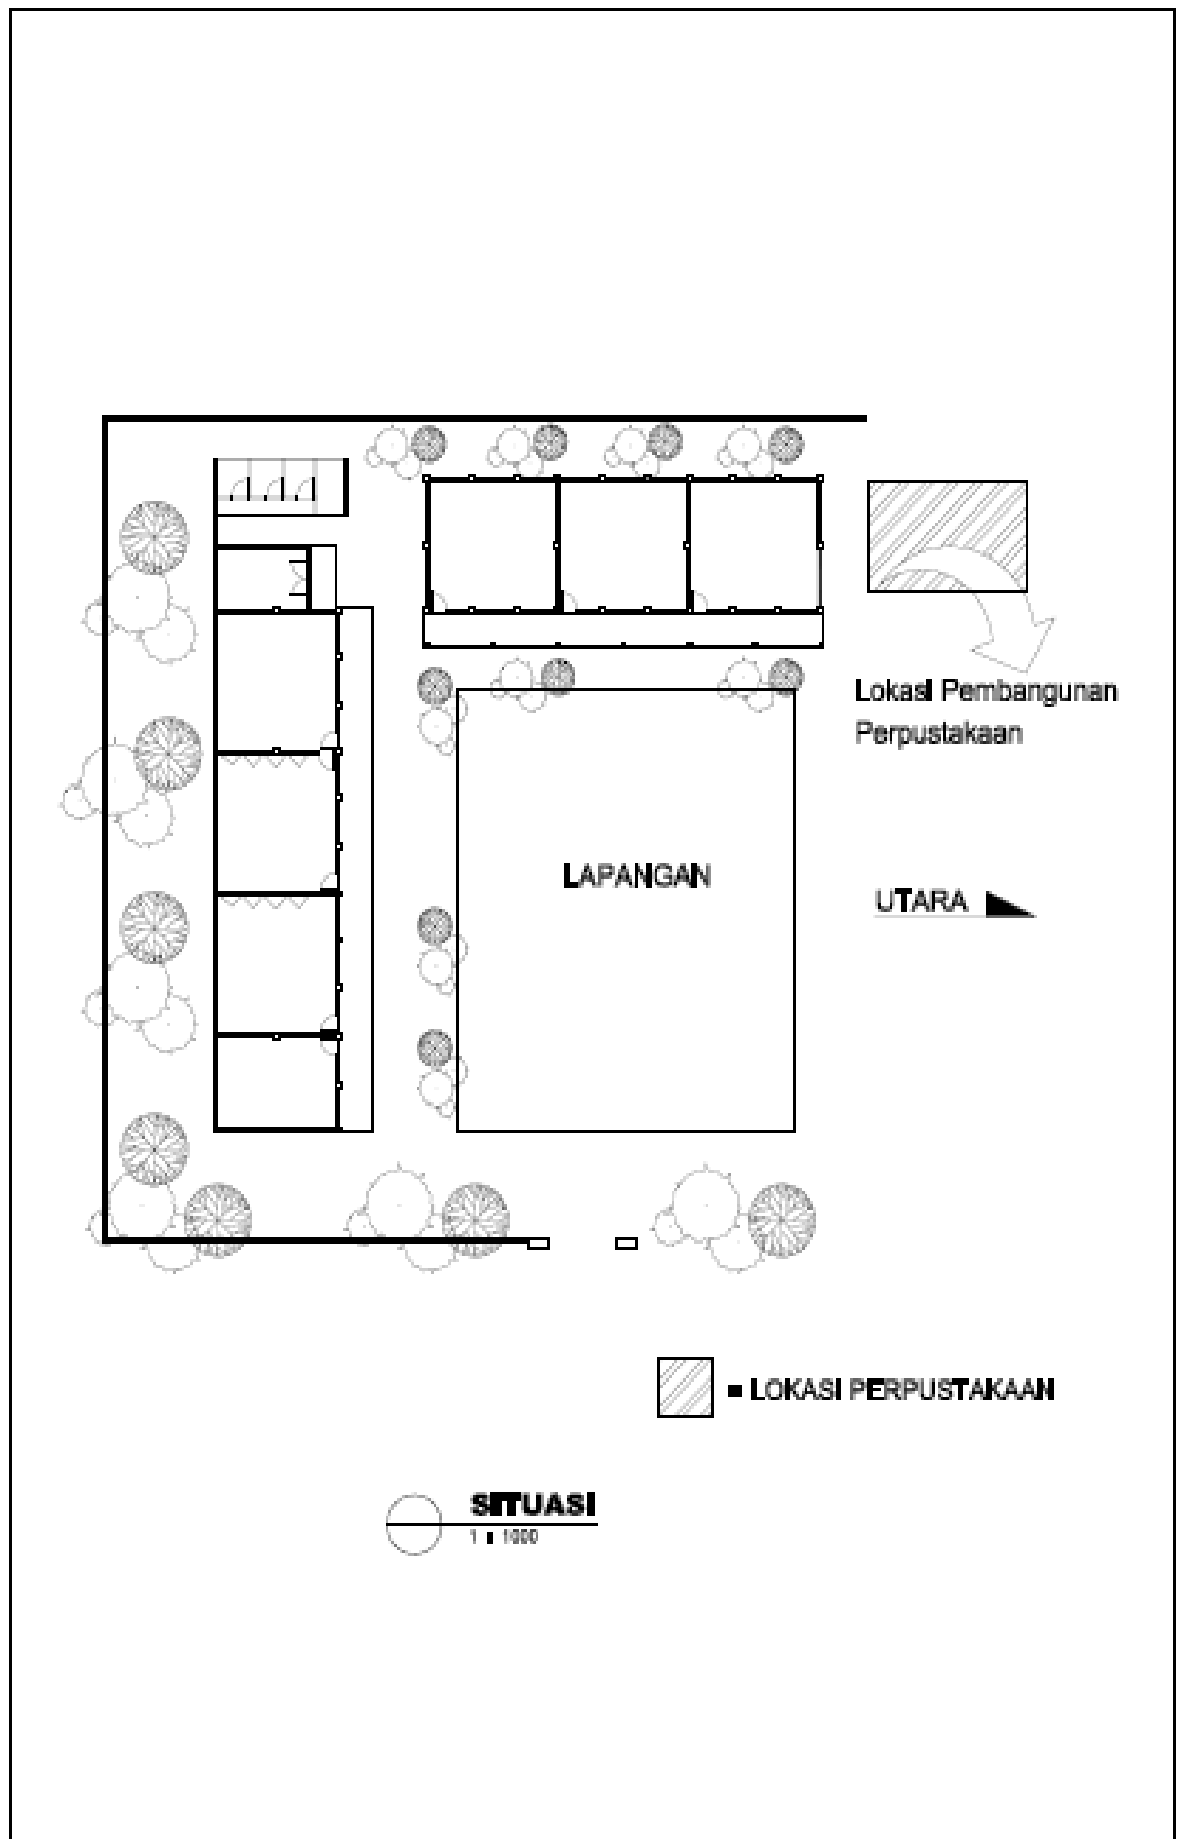 Lokasi Pembangunan
Perpustakaan
LAPANGAN
UTARA
= LOKASI PERPUSTAKAAN
SITUASI
1 : 1000